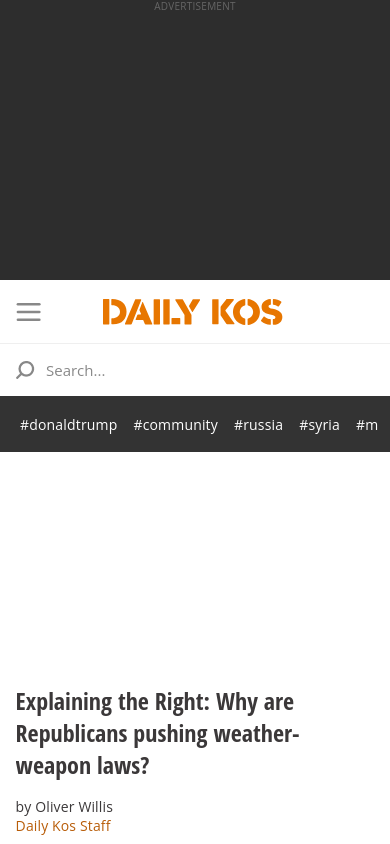 ADVERTISEMENT
DAILY KOS
Search...
#donaldtrump #community #russia #syria #m
Explaining the Right: Why are
Republicans pushing weather-
weapon laws?
by Oliver Willis
Daily Kos Staff